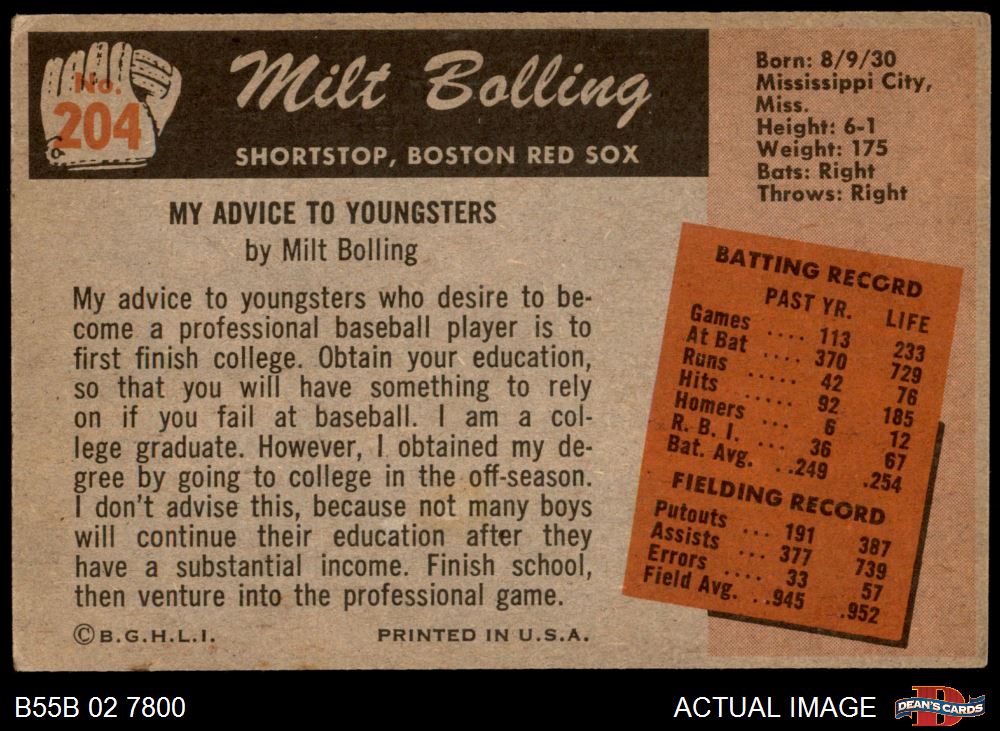 No.
204
Milt Bolling
SHORTSTOP, BOSTON RED SOX
MY ADVICE TO YOUNGSTERS
by Milt Bolling
My advice to youngsters who desire to be-
come a professional baseball player is to
first finish college. Obtain your education,
so that you will have something to rely
on if you fail at baseball. I am a col-
lege graduate. However, I obtained my de-
gree by going to college in the off-season.
I don't advise this, because not many boys
will continue their education after they
have a substantial income. Finish school,
then venture into the professional game.
©B.G.H.L.I. PRINTED IN U.S.A.
Born: 8/9/30
Mississippi City,
Miss.
Height: 6-1
Weight: 175
Bats: Right
Throws: Right
BATTING RECORD
PAST YR. LIFE
Games .... 113 233
At Bat .... 370 729
Runs ..... 42 76
Hits ..... 92 185
Homers ... 6 12
R. B. I. ... 36 67
Bat. Avg. ..249 .254
FIELDING RECORD
Putouts ... 191 387
Assists ... 377 739
Errors .... 33 57
Field Avg. ..945 .952
B55B 02 7800 ACTUAL IMAGE
DEAN'S CARDS